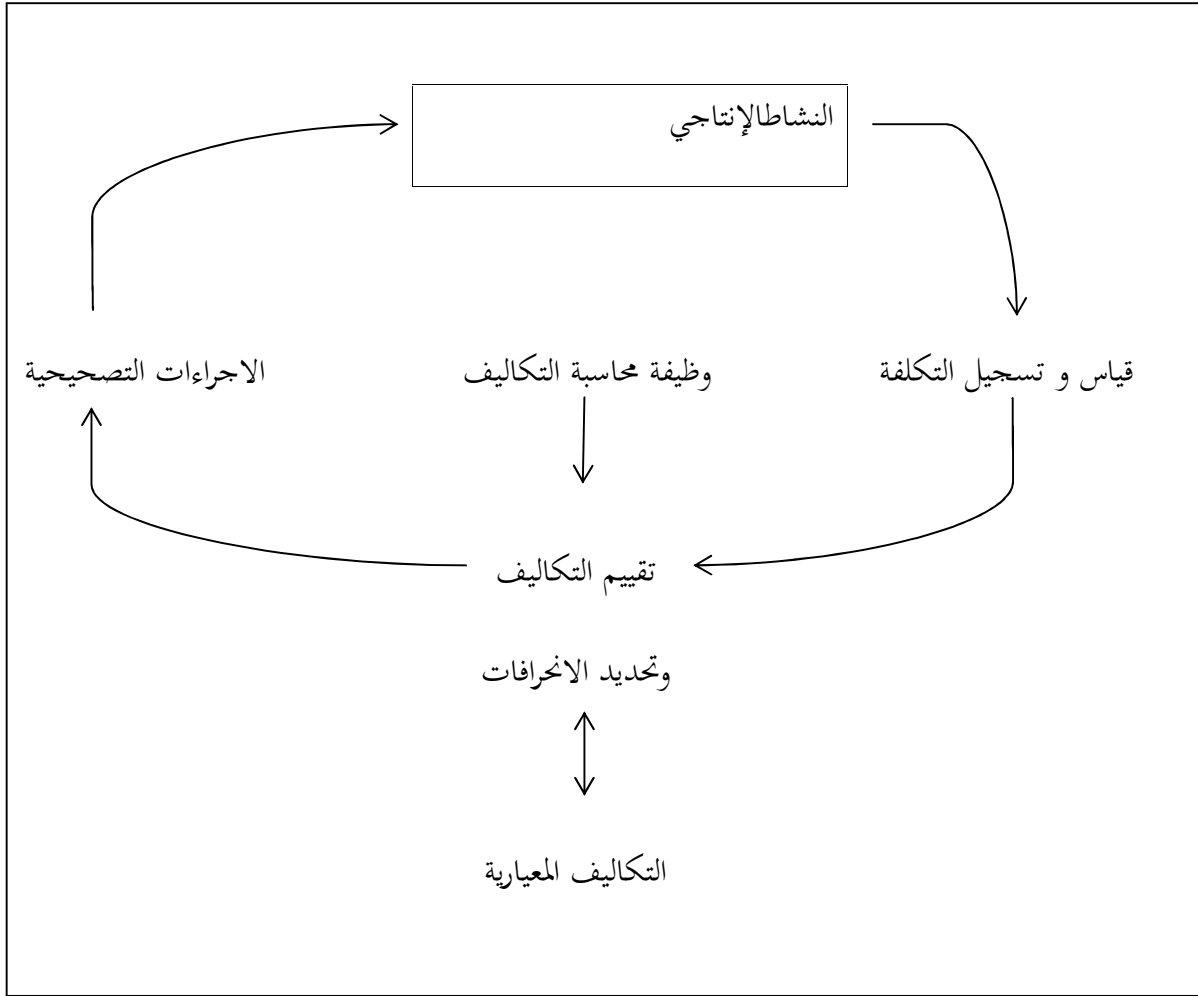 النشاطالإنتاجي
قياس و تسجيل التكلفة
وظيفة محاسبة التكاليف
الاجراءات التصحيحية
تقييم التكاليف
وتحديد الانحرافات
التكاليف المعيارية